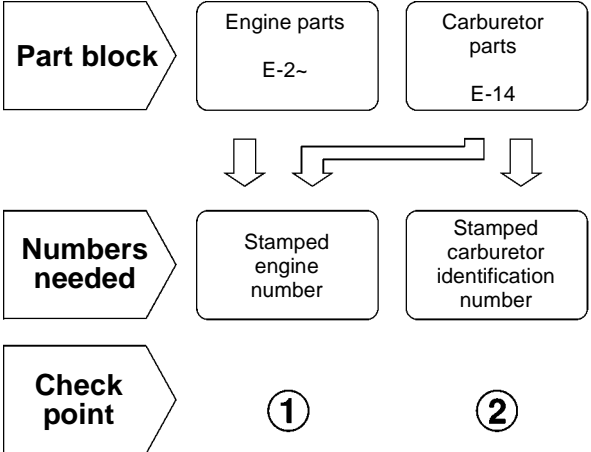 Part block
Engine parts
E-2~
Carburetor
parts
E-14
Numbers
needed
Stamped
engine
number
Stamped
carburetor
identification
number
Check
point
①
②